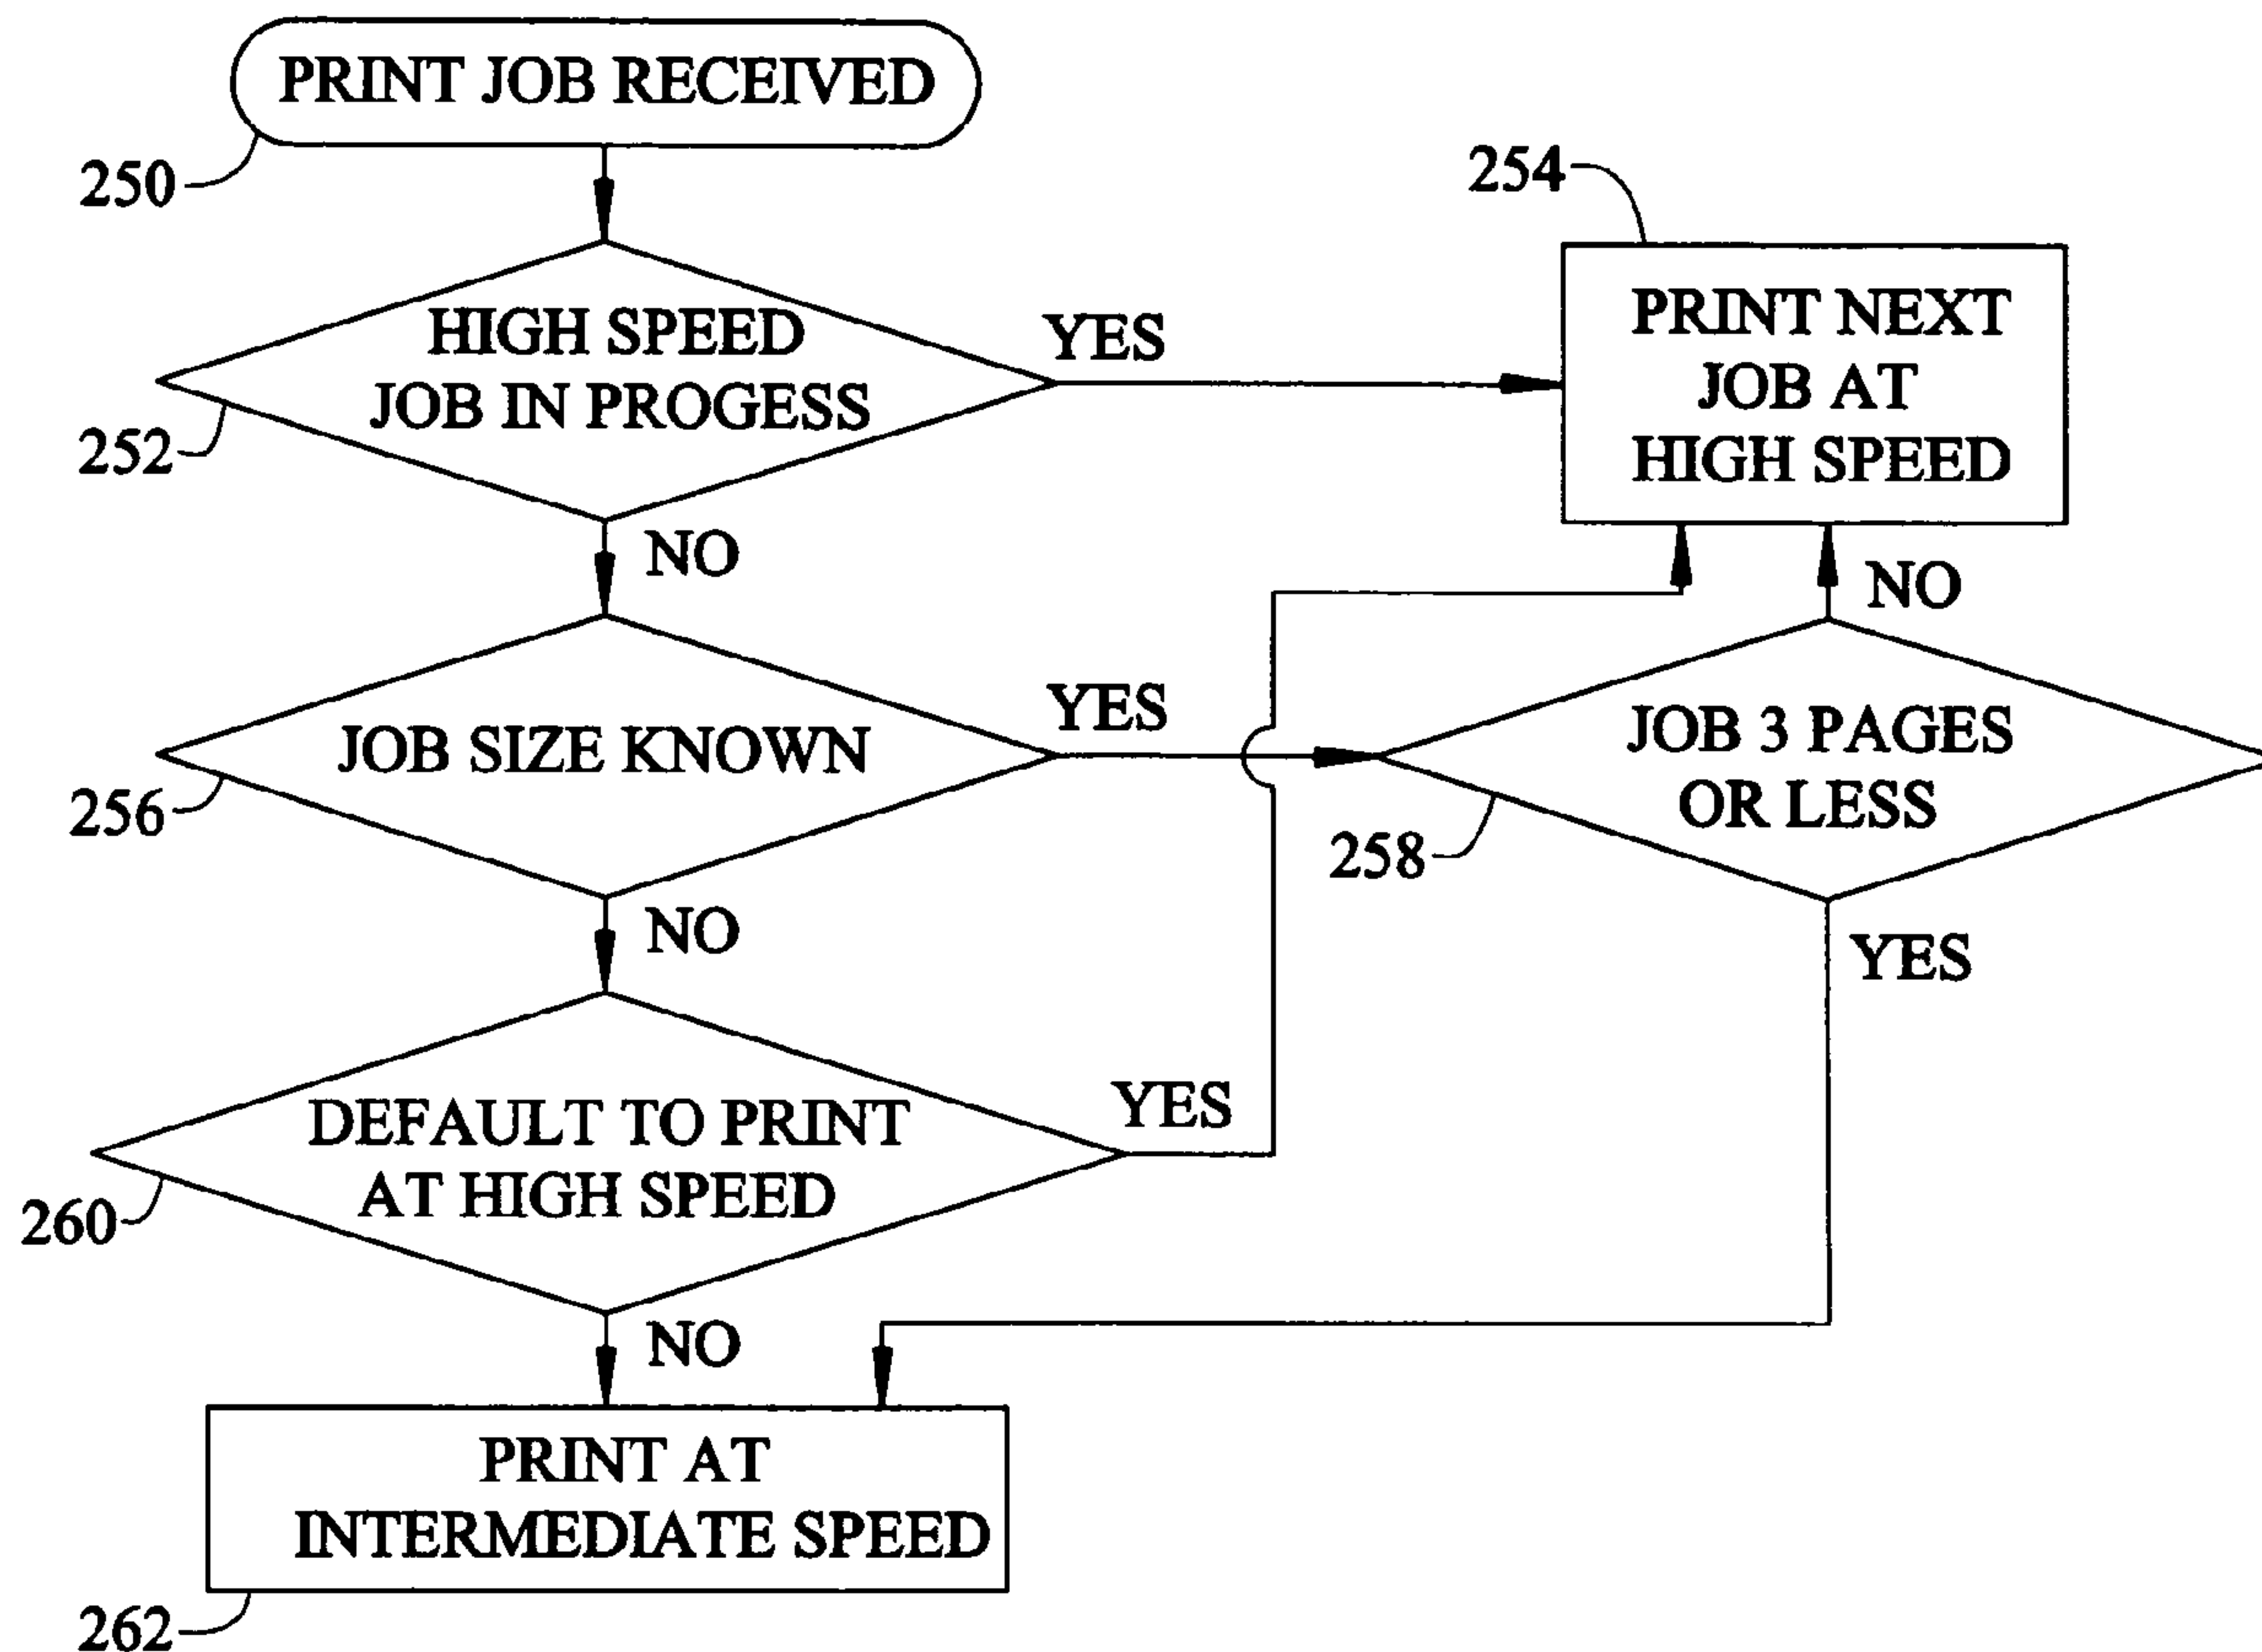 PRINT JOB RECEIVED
250
254
HIGH SPEED
JOB IN PROGESS
YES
252
PRINT NEXT
JOB AT
HIGH SPEED
NO
NO
JOB SIZE KNOWN
YES
256
JOB 3 PAGES
OR LESS
258
NO
YES
DEFAULT TO PRINT
AT HIGH SPEED
YES
260
NO
PRINT AT
INTERMEDIATE SPEED
262